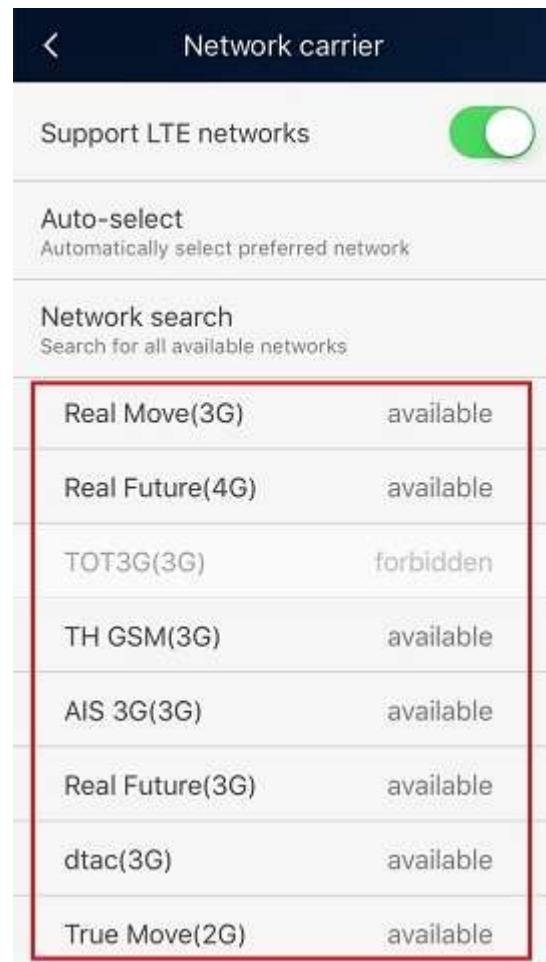 Network carrier
Support LTE networks
Auto-select
Automatically select preferred network
Network search
Search for all available networks
Real Move(3G) available
Real Future(4G) available
TOT3G(3G) forbidden
TH GSM(3G) available
AIS 3G(3G) available
Real Future(3G) available
dtac(3G) available
True Move(2G) available